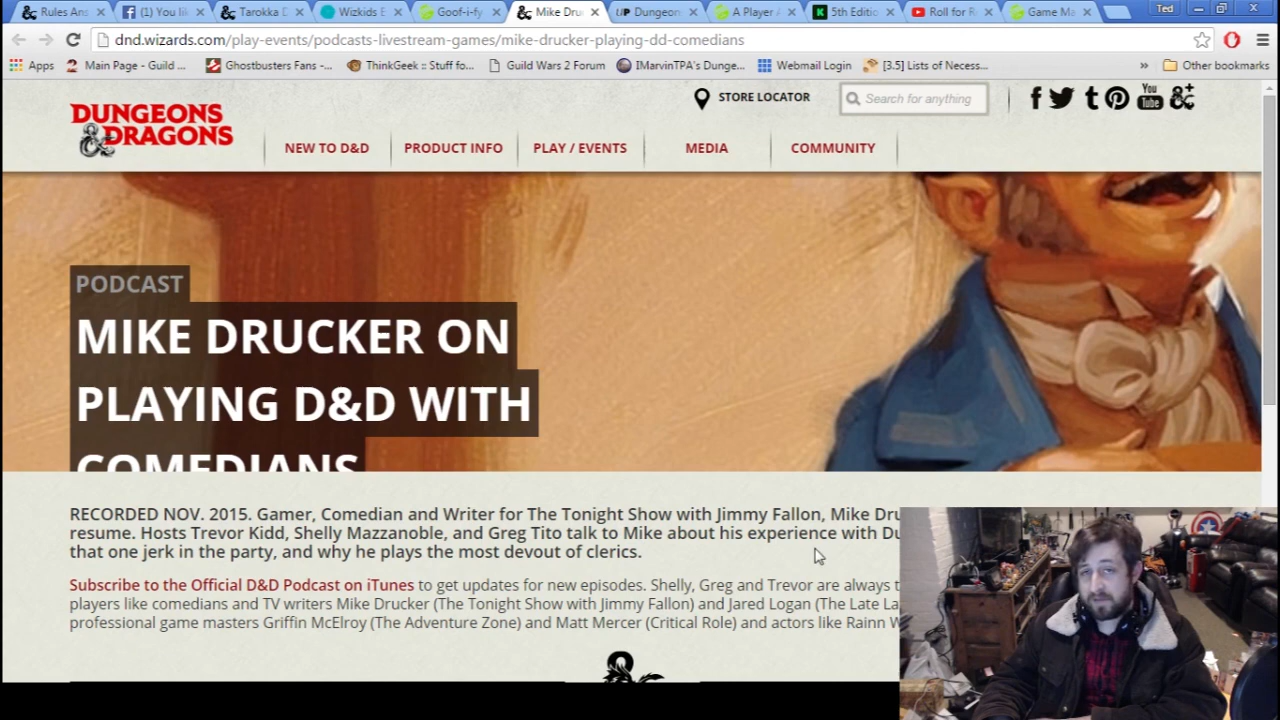 Rules An
(1) You li
Tarokka D
Wizkids E
Goof-i-fy
Mike Dru
Dungeon
A Player
5th Editio
Roll for R
Game Ma
Ted
dnd.wizards.com/play-events/podcasts-livestream-games/mike-drucker-playing-dd-comedians
Apps
Main Page - Guild ...
Ghostbusters Fans -...
ThinkGeek :: Stuff fo...
Guild Wars 2 Forum
IMarvinTPA's Dunge...
Webmail Login
[3.5] Lists of Necess...
» Other bookmarks
DUNGEONS
& DRAGONS
STORE LOCATOR
Search for anything
You
Tube
NEW TO D&D
PRODUCT INFO
PLAY / EVENTS
MEDIA
COMMUNITY
PODCAST
MIKE DRUCKER ON
PLAYING D&D WITH
COMEDIANS
RECORDED NOV. 2015. Gamer, Comedian and Writer for The Tonight Show with Jimmy Fallon, Mike Dru
resume. Hosts Trevor Kidd, Shelly Mazzanoble, and Greg Tito talk to Mike about his experience with Du
that one jerk in the party, and why he plays the most devout of clerics.
Subscribe to the Official D&D Podcast on iTunes to get updates for new episodes. Shelly, Greg and Trevor are always t
players like comedians and TV writers Mike Drucker (The Tonight Show with Jimmy Fallon) and Jared Logan (The Late La
professional game masters Griffin McElroy (The Adventure Zone) and Matt Mercer (Critical Role) and actors like Rainn W